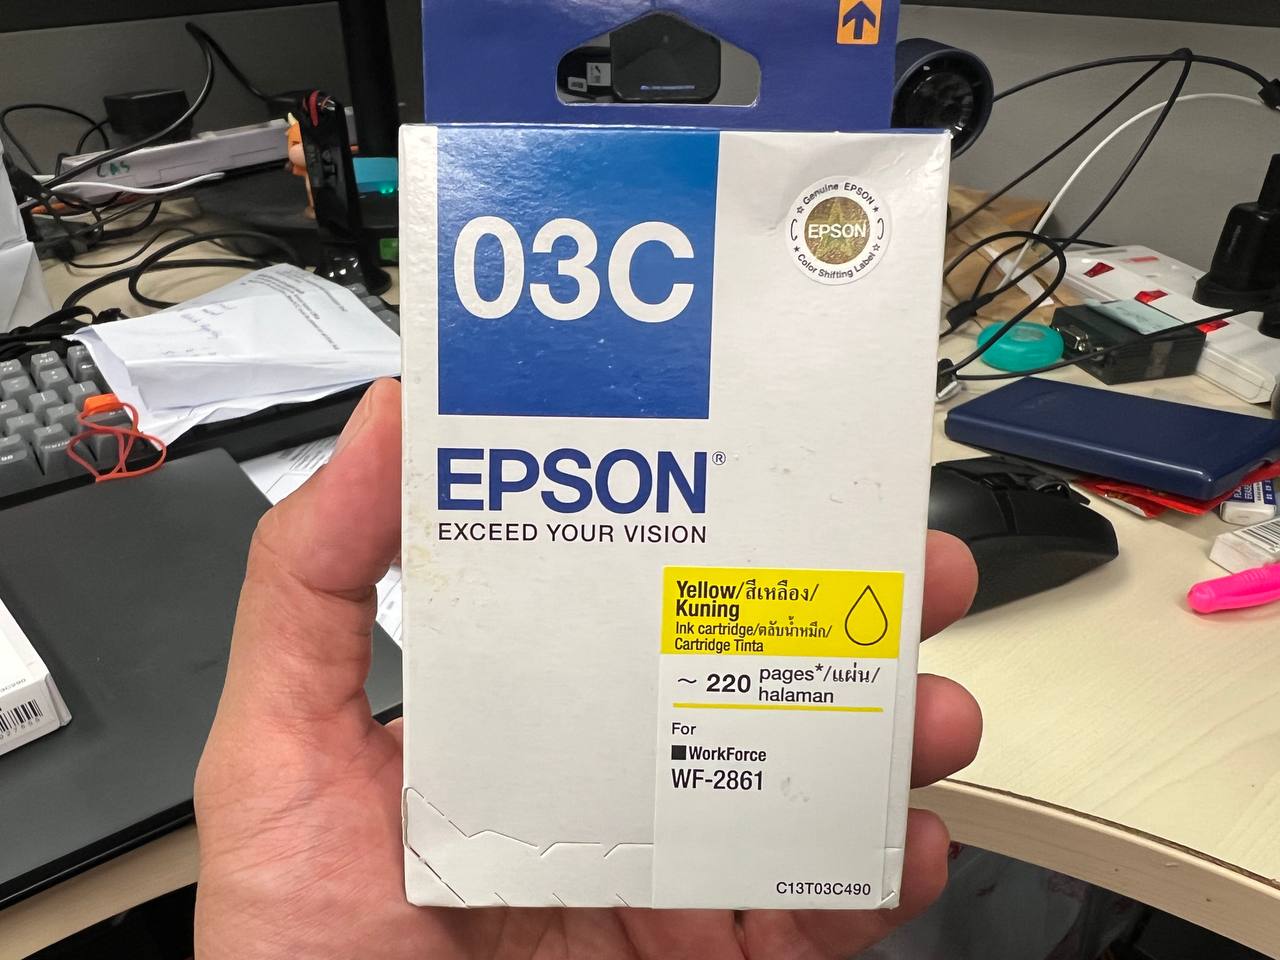 03C
Genuine EPSON
EPSON
Color Shifting Label
EPSON®
EXCEED YOUR VISION
Yellow/สีเหลือง/
Kuning
Ink cartridge/ตลับน้ำหมึก/
Cartridge Tinta
~ 220 pages*/แผ่น/
halaman
For
WorkForce
WF-2861
C13T03C490